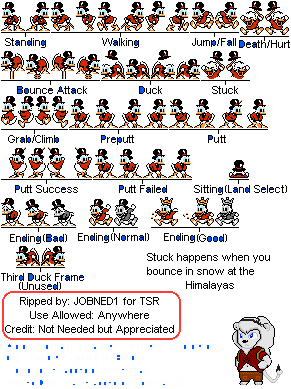 Standing Walking Jump/Fall Death/Hurt
Bounce Attack Duck Stuck
Grab/Climb Preputt Putt
Putt Success Putt Failed Sitting(Land Select)
Ending(Bad) Ending(Normal) Ending(Good)
Third Duck Frame
(Unused)
Stuck happens when you
bounce in snow at the
Himalayas
Ripped by: JOBNED1 for TSR
Use Allowed: Anywhere
Credit: Not Needed but Appreciated